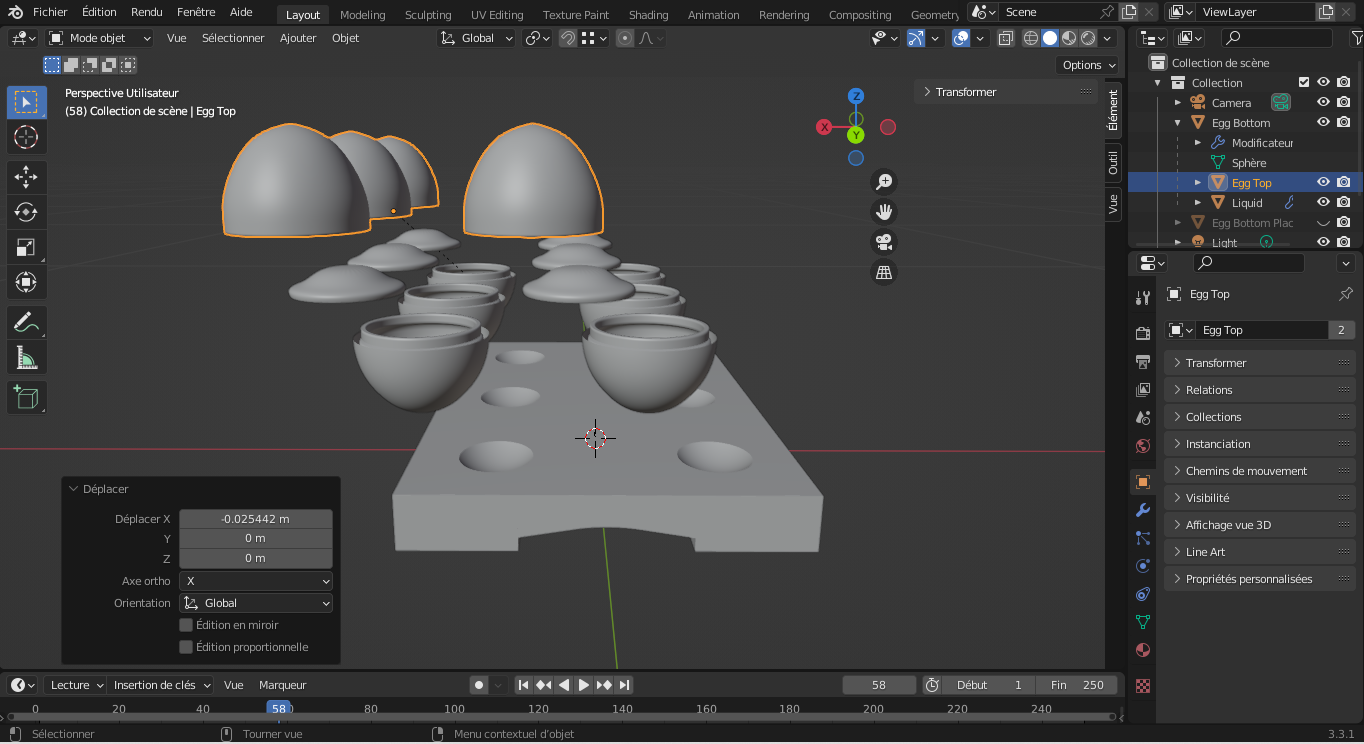 Fichier Édition Rendu Fenêtre Aide Layout Modeling Sculpting UV Editing Texture Paint Shading Animation Rendering Compositing Geometry Scene ViewLayer
Mode objet Vue Sélectionner Ajouter Objet Global
Options
Perspective Utilisateur
(58) Collection de scène | Egg Top
Transformer
Z
X
Y
Élément
Outil
Vue
Collection de scène
Collection
Camera
Egg Bottom
Modificateur
Sphère
Egg Top
Liquid
Egg Bottom Plac
Light
Egg Top
Egg Top 2
Transformer
Relations
Collections
Instanciation
Chemins de mouvement
Visibilité
Affichage vue 3D
Line Art
Propriétés personnalisées
Déplacer
Déplacer X -0.025442 m
Y 0 m
Z 0 m
Axe ortho X
Orientation Global
Édition en miroir
Édition proportionnelle
Lecture Insertion de clés Vue Marqueur 58 Début 1 Fin 250
0 20 40 58 80 100 120 140 160 180 200 220 240
Sélectionner Tourner vue Menu contextuel d'objet 3.3.1